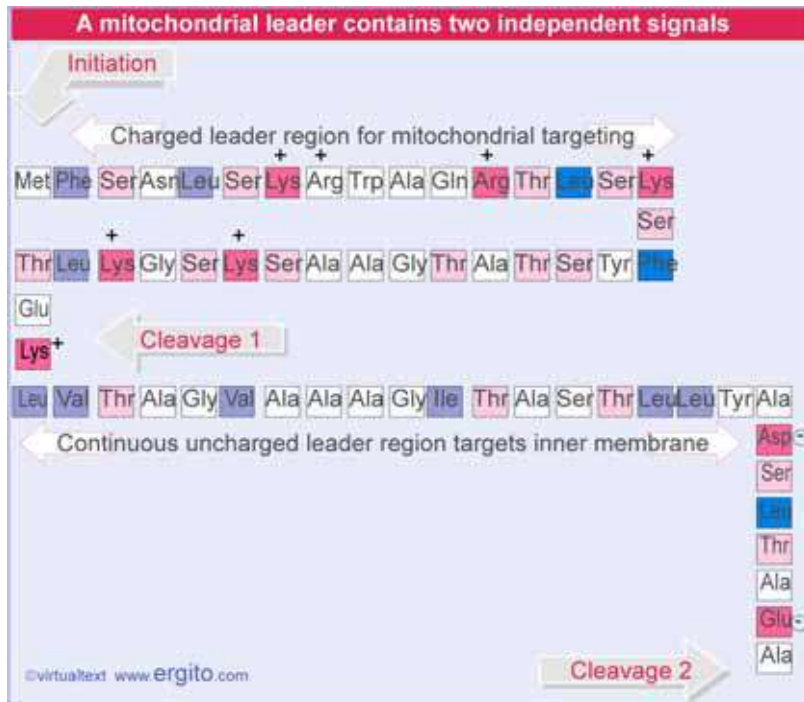 A mitochondrial leader contains two independent signals
Initiation
Charged leader region for mitochondrial targeting
+ + + +
Met Phe Ser Asn Leu Ser Lys Arg Trp Ala Gln Arg Thr Leu Ser Lys
Ser
+ +
Thr Leu Lys Gly Ser Lys Ser Ala Ala Gly Thr Ala Thr Ser Tyr Phe
Glu
Cleavage 1
Lys +
Leu Val Thr Ala Gly Val Ala Ala Ala Gly Ile Thr Ala Ser Thr Leu Leu Tyr Ala
Continuous uncharged leader region targets inner membrane
Asp -
Ser
Leu
Thr
Ala
Glu -
Ala
Cleavage 2
©virtualtext www.ergito.com